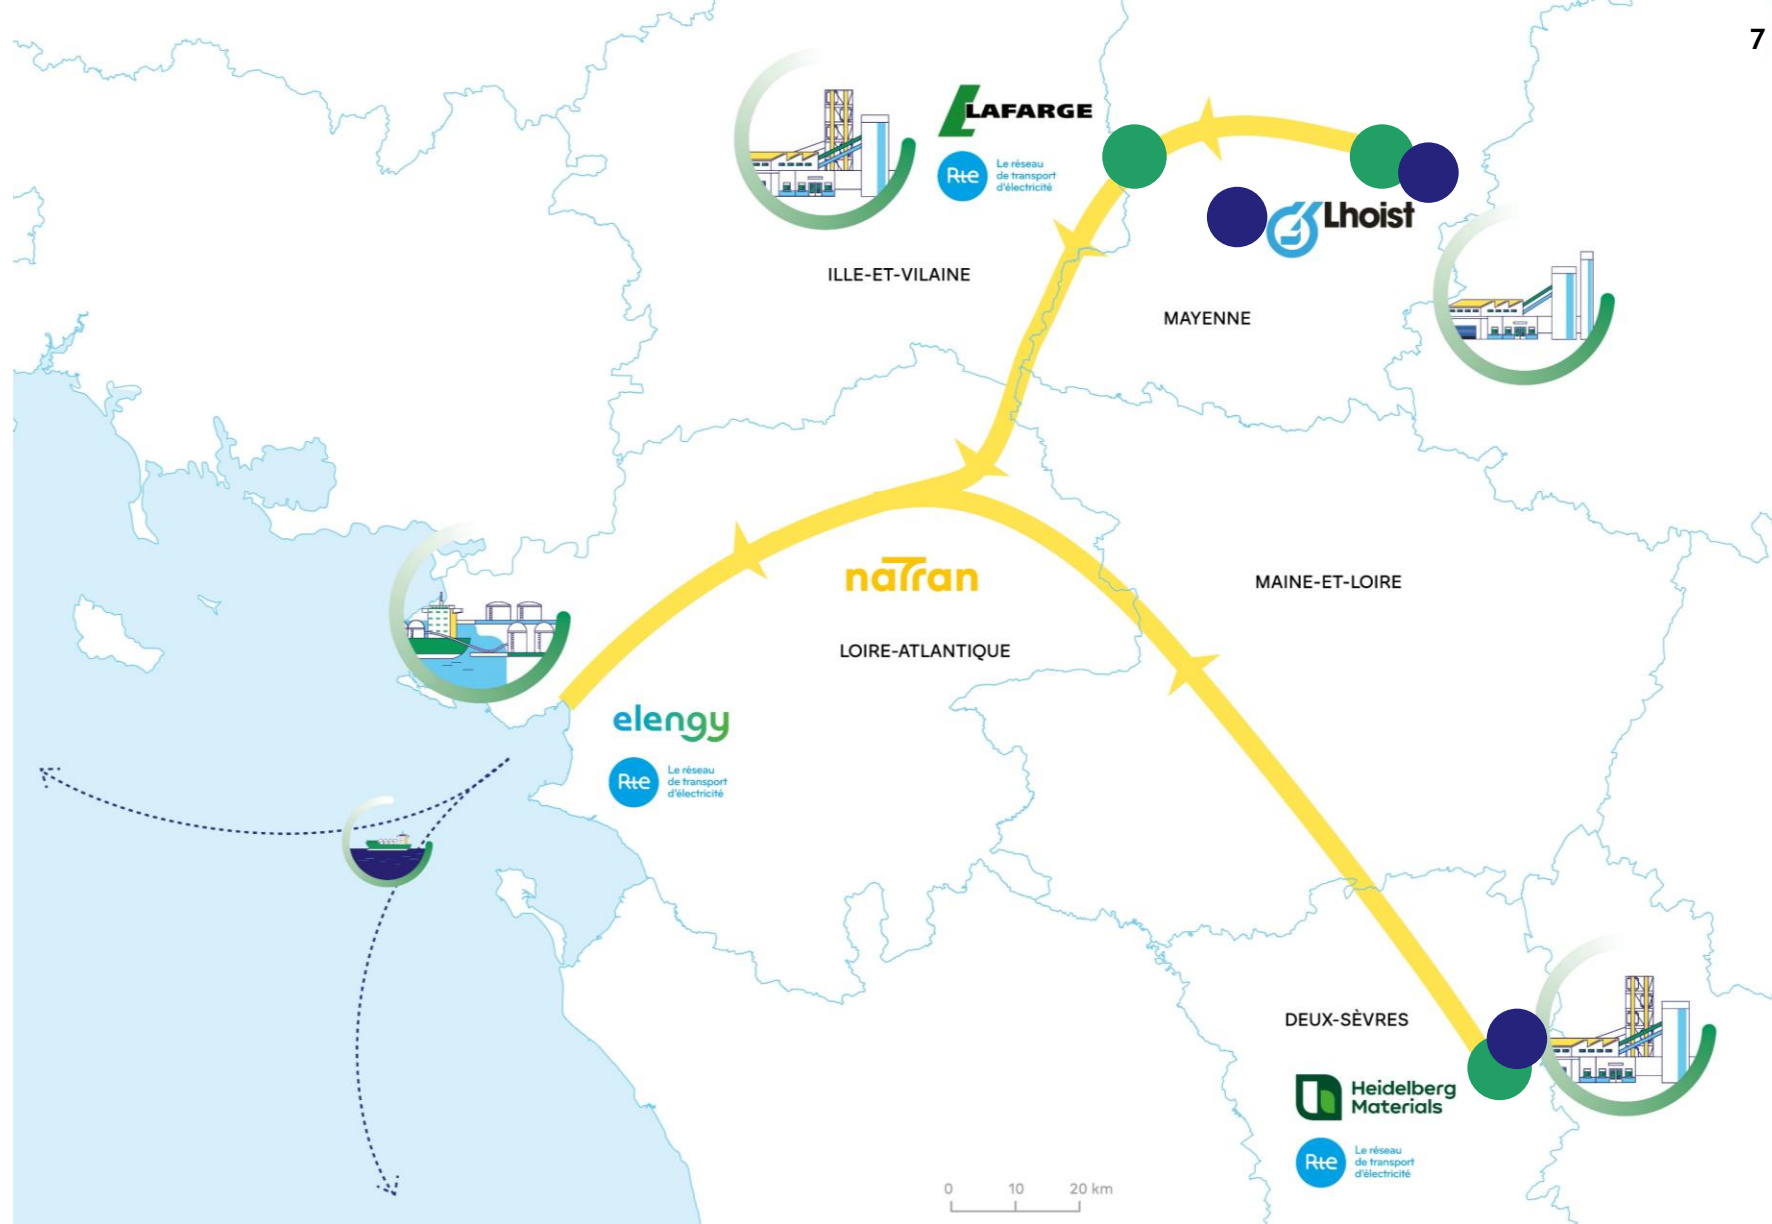 7
LAFARGE
Rte
Le réseau
de transport
d'électricité
Lhoist
ILLE-ET-VILAINE
MAYENNE
naTran
MAINE-ET-LOIRE
LOIRE-ATLANTIQUE
elengy
Rte
Le réseau
de transport
d'électricité
DEUX-SÈVRES
Heidelberg
Materials
Rte
Le réseau
de transport
d'électricité
0 10 20 km